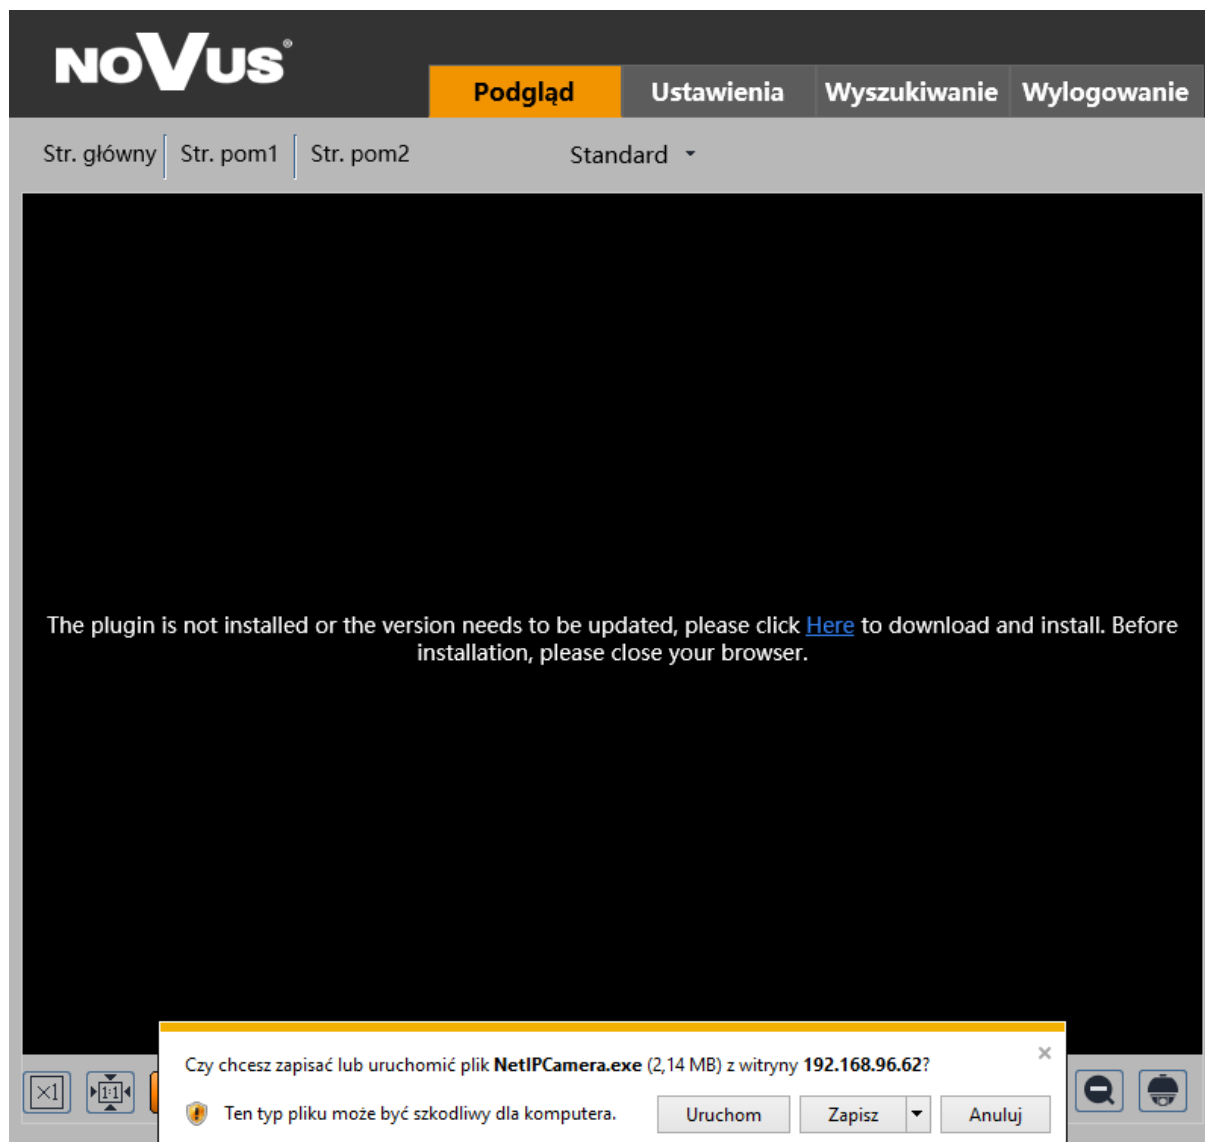 NOVUS®
Podgląd Ustawienia Wyszukiwanie Wylogowanie
Str. główny Str. pom1 Str. pom2 Standard
The plugin is not installed or the version needs to be updated, please click Here to download and install. Before
installation, please close your browser.
Czy chcesz zapisać lub uruchomić plik NetIPCamera.exe (2,14 MB) z witryny 192.168.96.62?
Ten typ pliku może być szkodliwy dla komputera. Uruchom Zapisz Anuluj
×1 1:1